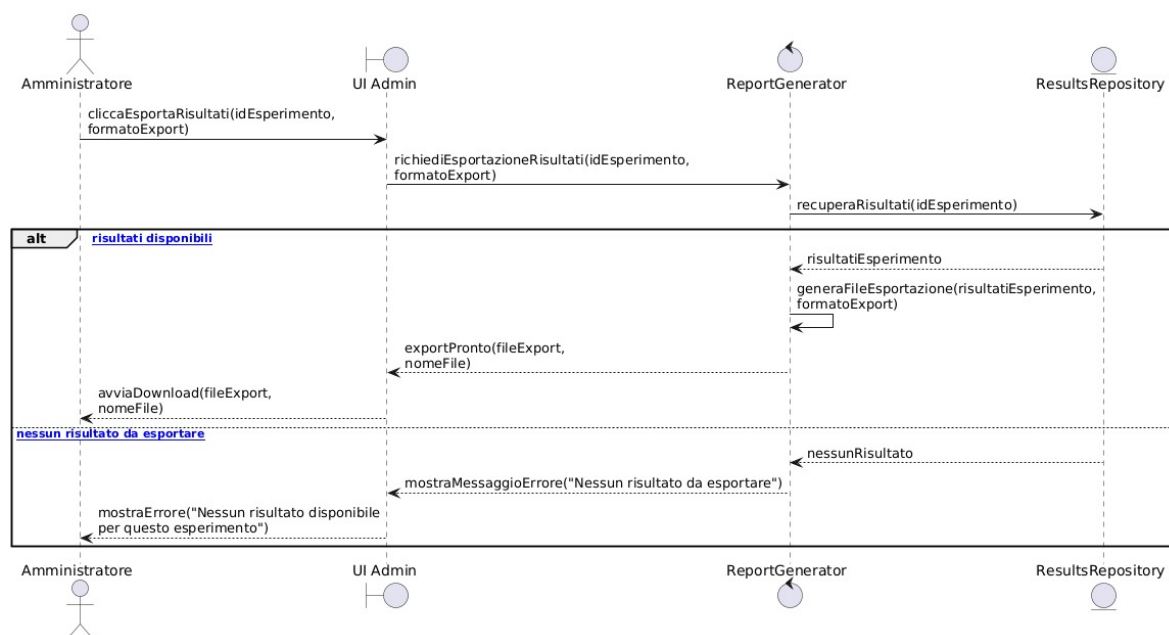 Amministratore
UI Admin
ReportGenerator
ResultsRepository
cliccaEsportaRisultati(idEsperimento,
formatoExport)
richiediEsportazioneRisultati(idEsperimento,
formatoExport)
recuperaRisultati(idEsperimento)
alt
risultati disponibili
risultatiEsperimento
generaFileEsportazione(risultatiEsperimento,
formatoExport)
exportPronto(fileExport,
nomeFile)
avviaDownload(fileExport,
nomeFile)
nessun risultato da esportare
nessunRisultato
mostraMessaggioErrore("Nessun risultato da esportare")
mostraErrore("Nessun risultato disponibile
per questo esperimento")
Amministratore
UI Admin
ReportGenerator
ResultsRepository